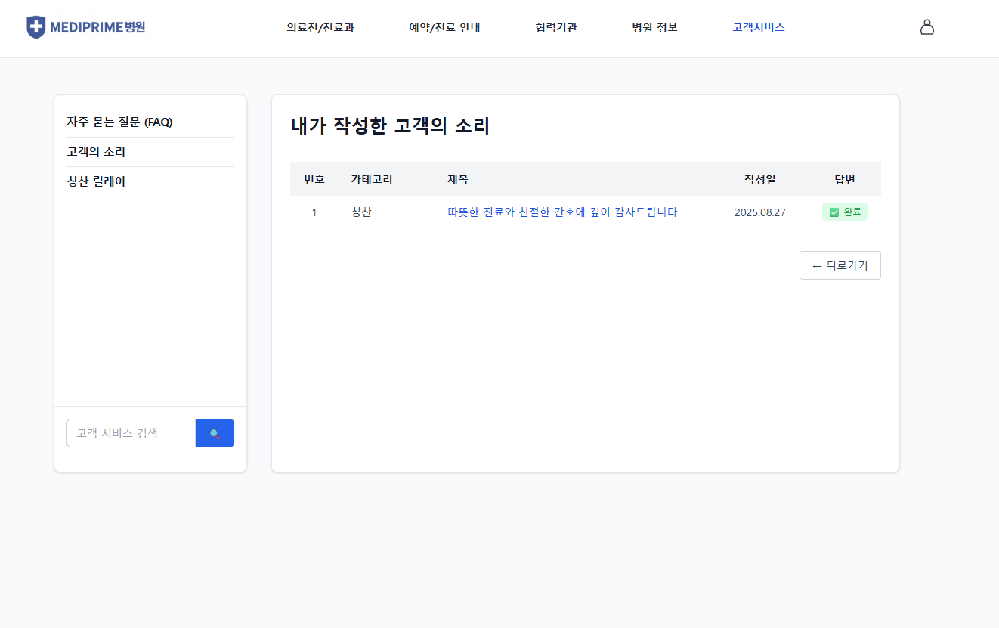 MEDIPRIME병원
의료진/진료과 예약/진료 안내 협력기관 병원 정보 고객서비스
자주 묻는 질문 (FAQ)
고객의 소리
칭찬 릴레이
고객 서비스 검색
내가 작성한 고객의 소리
번호 카테고리 제목 작성일 답변
1 칭찬 따뜻한 진료와 친절한 간호에 깊이 감사드립니다 2025.08.27 ✅ 완료
← 뒤로가기